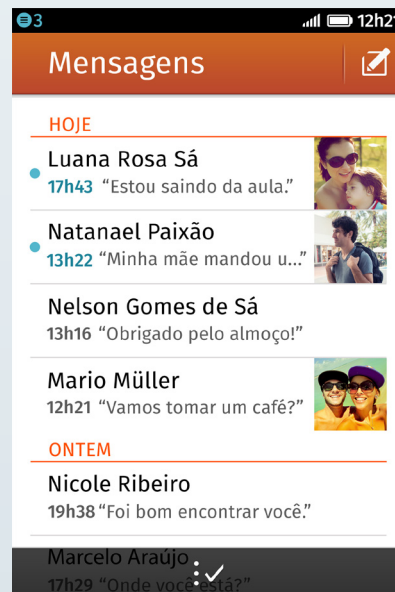 3 12h21
Mensagens
HOJE
Luana Rosa Sá
17h43 “Estou saindo da aula.”
Natanael Paixão
13h22 “Minha mãe mandou u...”
Nelson Gomes de Sá
13h16 “Obrigado pelo almoço!”
Mario Müller
12h21 “Vamos tomar um café?”
ONTEM
Nicole Ribeiro
19h38 “Foi bom encontrar você.”
Marcelo Araújo
17h29 “Onde você está?”